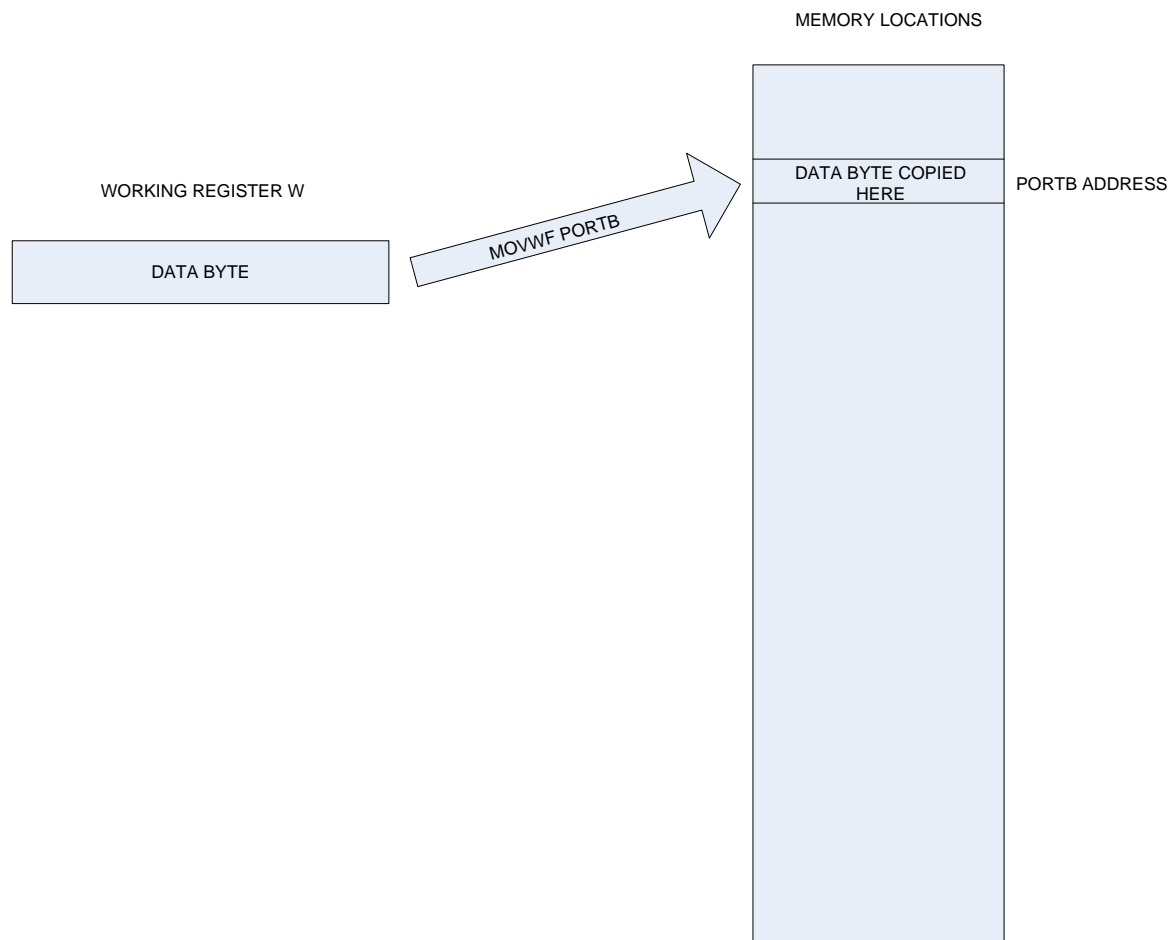 MEMORY LOCATIONS
WORKING REGISTER W
DATA BYTE
MOVWF PORTB
DATA BYTE COPIED
HERE
PORTB ADDRESS